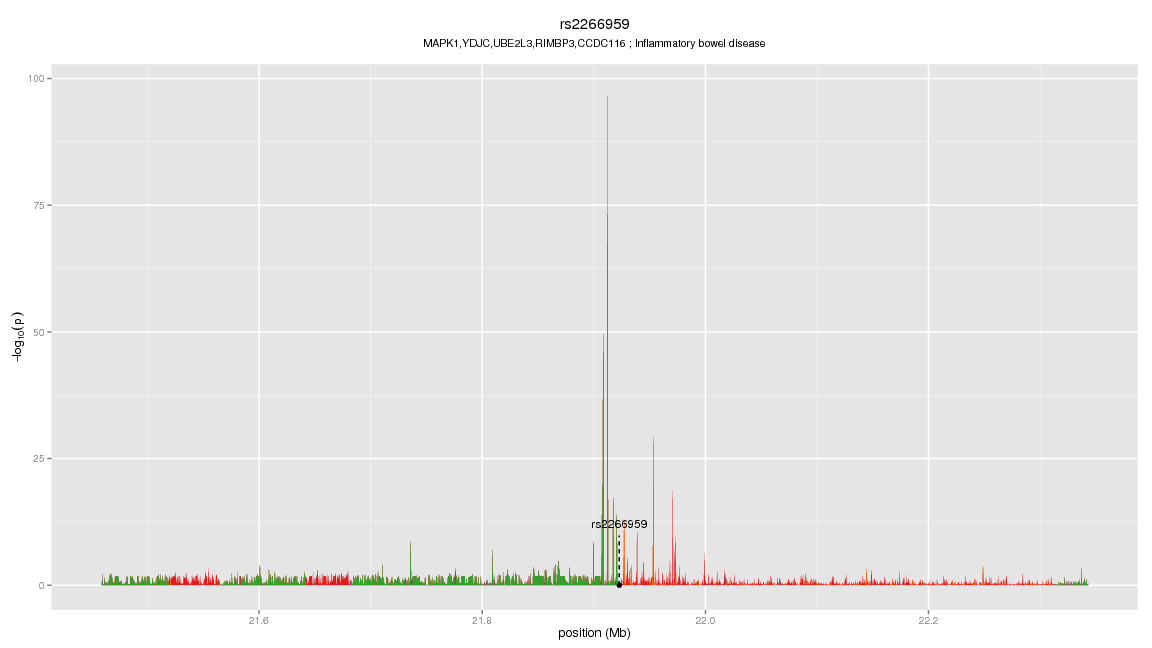 rs2266959
MAPK1,YDJC,UBE2L3,RIMBP3,CCDC116 ; Inflammatory bowel disease
100
75
50
25
0
−log10(p)
rs2266959
21.6
21.8
22.0
22.2
position (Mb)